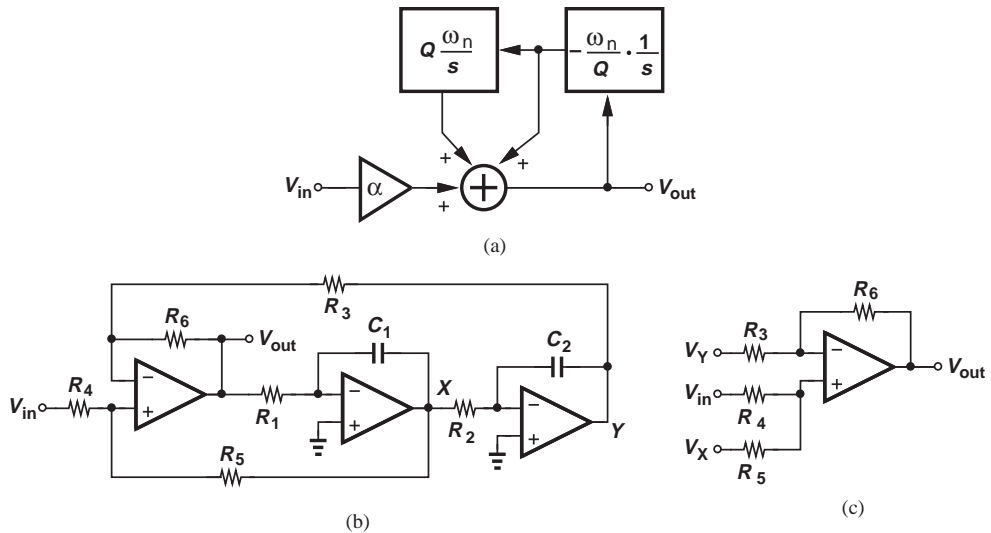 Q ωn/s
− ωn/Q · 1/s
+ +
Vin α + + Vout
(a)
R3
R6 C1
Vout C2
R4 − X
Vin + R1 − −
+ R2 + Y
R5
(b)
R6
R3
VY −
Vin + Vout
R4
VX
R5
(c)